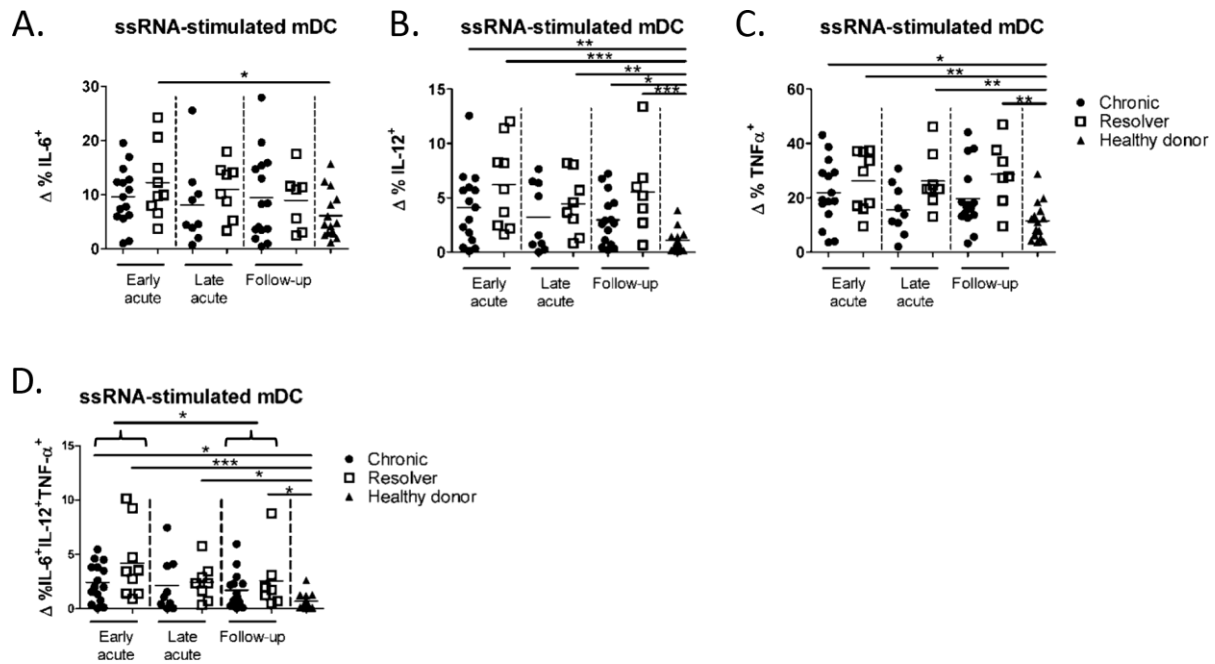 A.
ssRNA-stimulated mDC
*
Δ % IL-6⁺
30
20
10
0
Early acute
Late acute
Follow-up
B.
ssRNA-stimulated mDC
**
***
**
*
***
Δ % IL-12⁺
15
10
5
0
Early acute
Late acute
Follow-up
C.
ssRNA-stimulated mDC
*
**
**
**
Δ % TNFα⁺
60
40
20
0
Early acute
Late acute
Follow-up
Chronic
Resolver
Healthy donor
D.
ssRNA-stimulated mDC
*
*
***
*
*
Δ %IL-6⁺IL-12⁺TNF-α⁺
15
10
5
0
Early acute
Late acute
Follow-up
Chronic
Resolver
Healthy donor